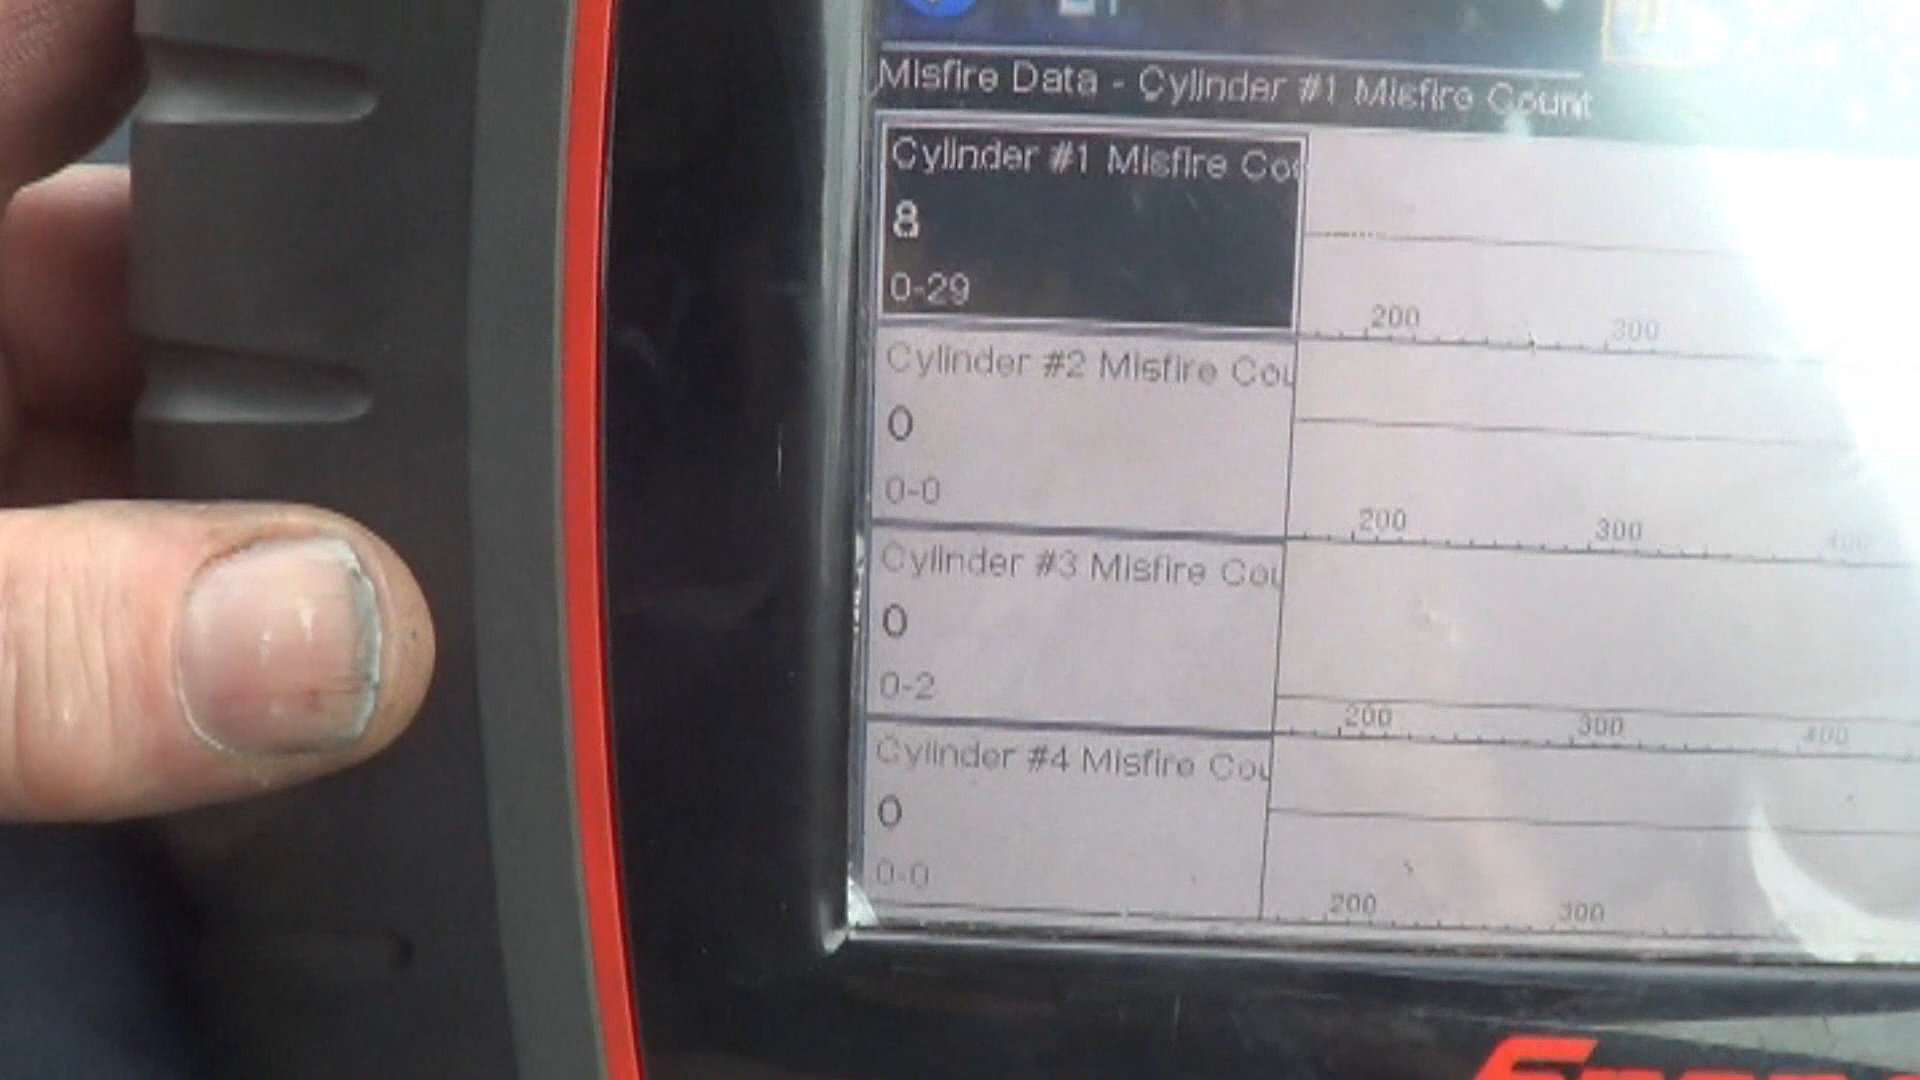 Misfire Data - Cylinder #1 Misfire Count
Cylinder #1 Misfire Co
8
0-29
200 300
Cylinder #2 Misfire Cou
0
0-0
200 300 400
Cylinder #3 Misfire Cou
0
0-2
200 300 400
Cylinder #4 Misfire Cou
0
0-0
200 300